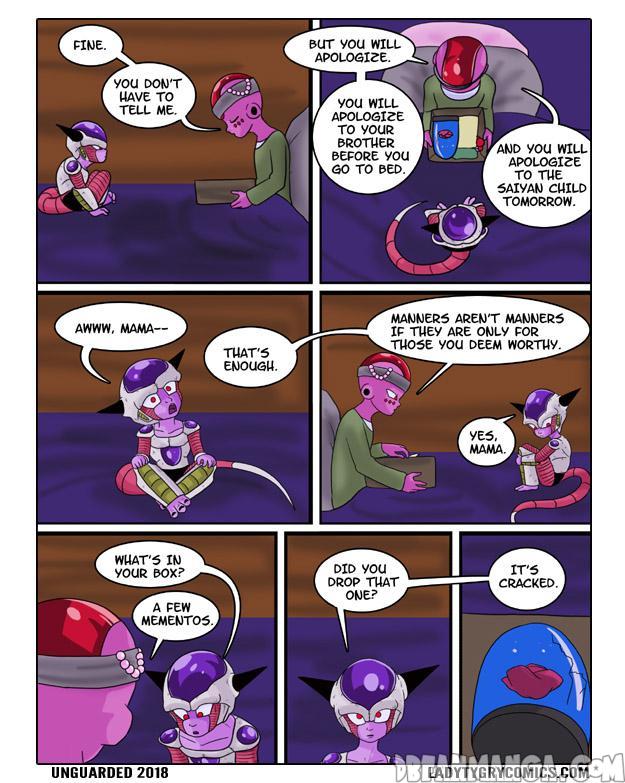 FINE.
YOU DON'T
HAVE TO
TELL ME.
BUT YOU WILL
APOLOGIZE.
YOU WILL
APOLOGIZE
TO YOUR
BROTHER
BEFORE YOU
GO TO BED.
AND YOU WILL
APOLOGIZE
TO THE
SAIYAN CHILD
TOMORROW.
AWWW, MAMA--
THAT'S
ENOUGH.
MANNERS AREN'T MANNERS
IF THEY ARE ONLY FOR
THOSE YOU DEEM WORTHY.
YES,
MAMA.
WHAT'S IN
YOUR BOX?
A FEW
MEMENTOS.
DID YOU
DROP THAT
ONE?
IT'S
CRACKED.
UNGUARDED 2018
LADYTYGRYCOMICS.COM
DBFANMANGA.COM